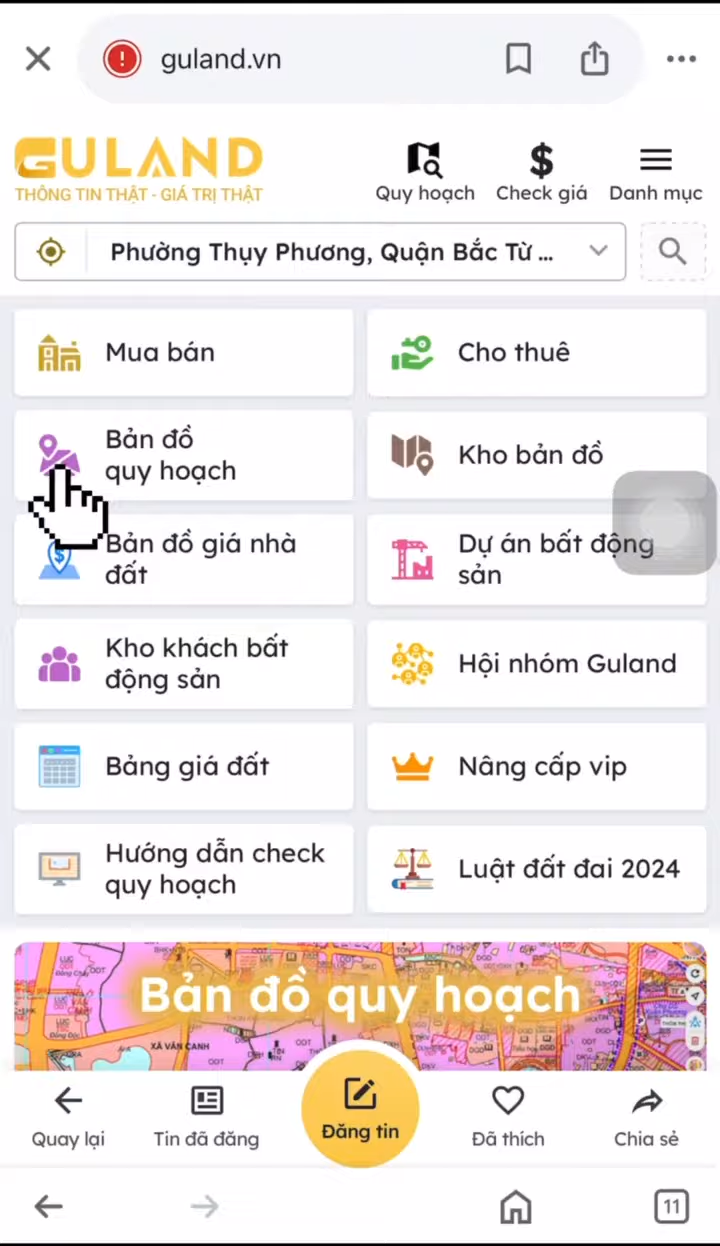 guland.vn
GULAND
THÔNG TIN THẬT - GIÁ TRỊ THẬT
Quy hoạch
Check giá
Danh mục
Phường Thụy Phương, Quận Bắc Từ ...
Mua bán
Cho thuê
Bản đồ
quy hoạch
Kho bản đồ
Bản đồ giá nhà
đất
Dự án bất động
sản
Kho khách bất
động sản
Hội nhóm Guland
Bảng giá đất
Nâng cấp vip
Hướng dẫn check
quy hoạch
Luật đất đai 2024
Bản đồ quy hoạch
XÃ VÂN CANH
Quay lại
Tin đã đăng
Đăng tin
Đã thích
Chia sẻ
11